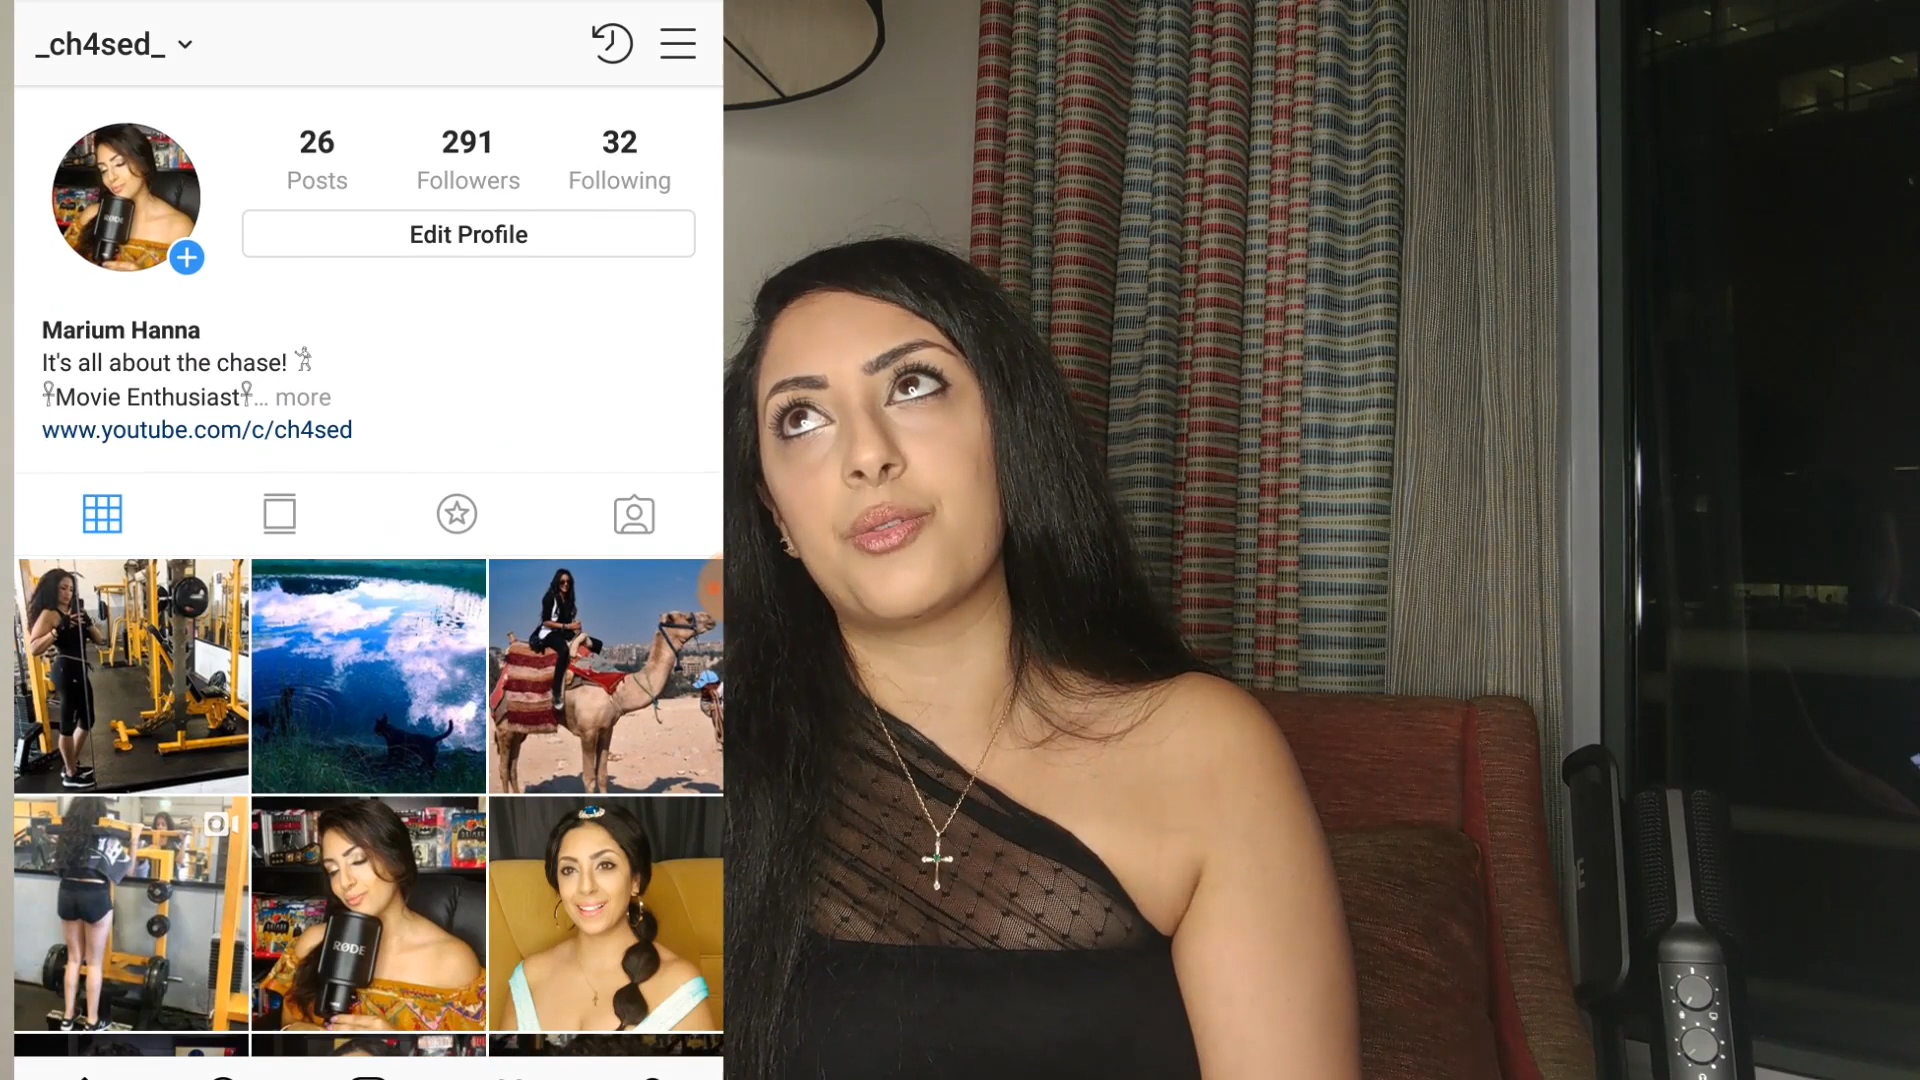 _ch4sed_
26 291 32
Posts Followers Following
Edit Profile
Marium Hanna
It's all about the chase!
Movie Enthusiast... more
www.youtube.com/c/ch4sed
RØDE
RØDE